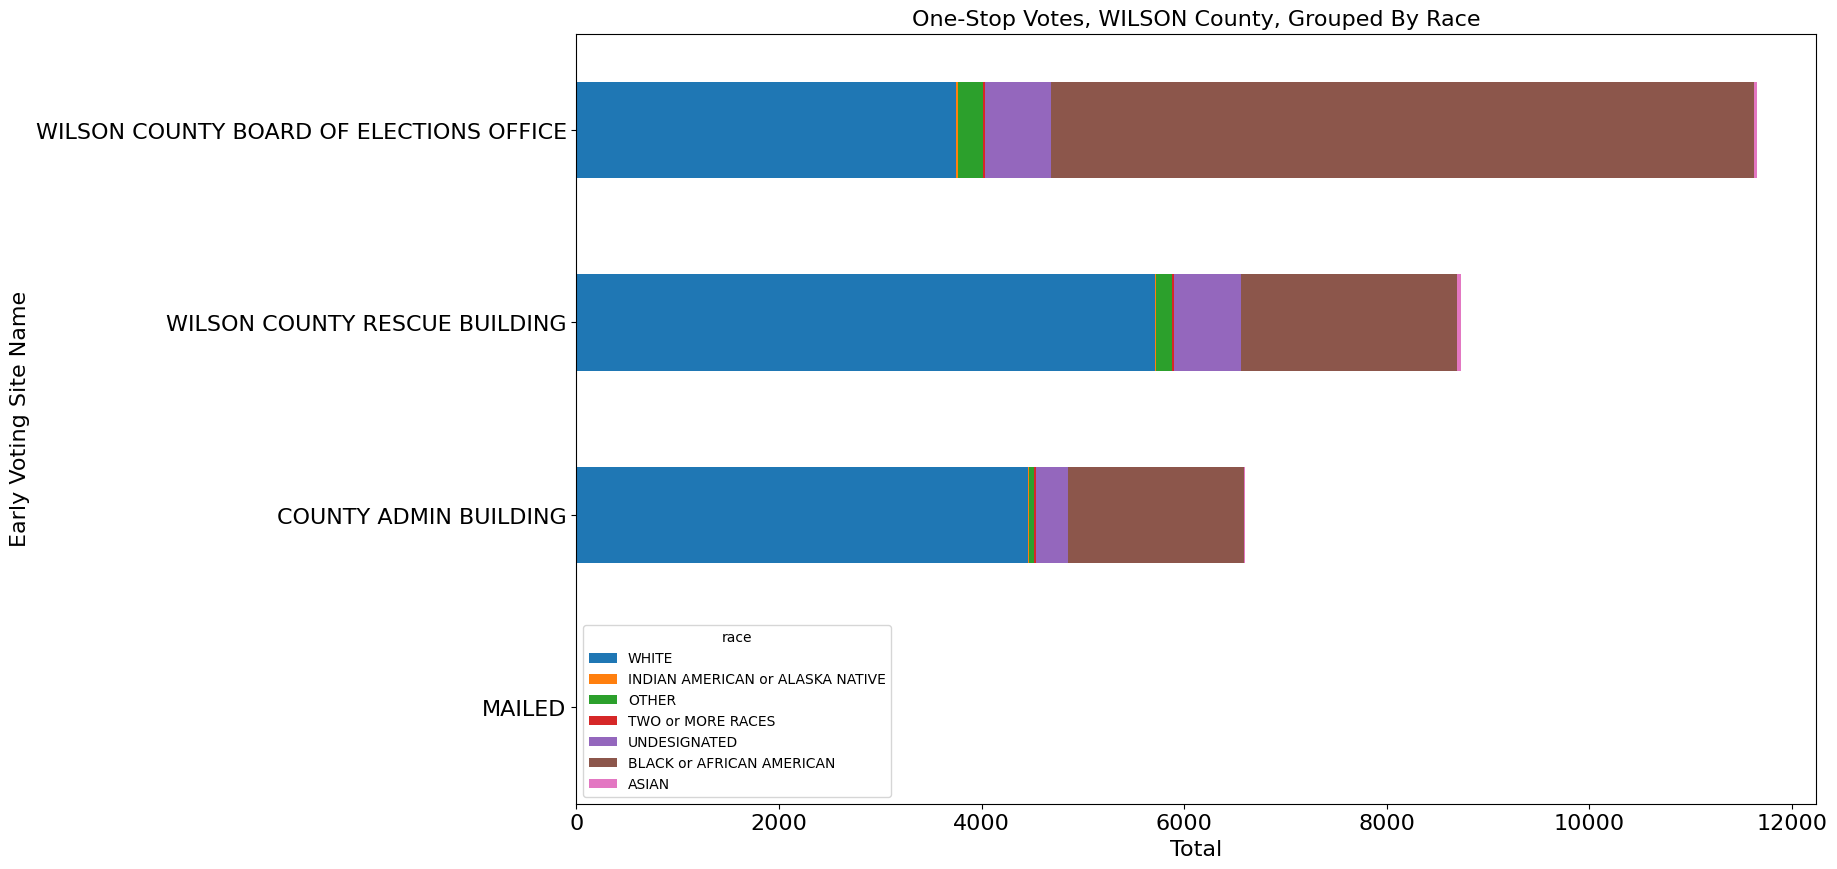 One-Stop Votes, WILSON County, Grouped By Race
Early Voting Site Name
WILSON COUNTY BOARD OF ELECTIONS OFFICE
WILSON COUNTY RESCUE BUILDING
COUNTY ADMIN BUILDING
MAILED
race
WHITE
INDIAN AMERICAN or ALASKA NATIVE
OTHER
TWO or MORE RACES
UNDESIGNATED
BLACK or AFRICAN AMERICAN
ASIAN
0 2000 4000 6000 8000 10000 12000
Total